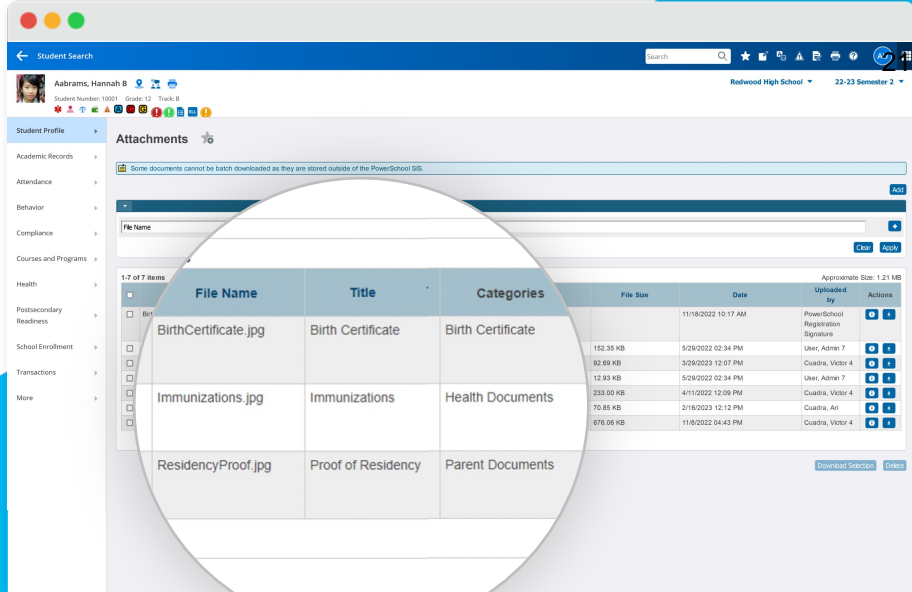 Student Search
Search
21
Aabrams, Hannah B
Student Number: 10001 Grade: 12 Track: B
Redwood High School
22-23 Semester 2
Student Profile
Academic Records
Attendance
Behavior
Compliance
Courses and Programs
Health
Postsecondary
Readiness
School Enrollment
Transactions
More
Attachments
Some documents cannot be batch downloaded as they are stored outside of the PowerSchool SIS.
Add
File Name
Clear Apply
1-7 of 7 items
Approximate Size: 1.21 MB
File Name Title Categories
BirthCertificate.jpg Birth Certificate Birth Certificate
Immunizations.jpg Immunizations Health Documents
ResidencyProof.jpg Proof of Residency Parent Documents
File Size Date Uploaded by Actions
11/18/2022 10:17 AM PowerSchool
Registration
Signature
152.35 KB 5/29/2022 02:34 PM User, Admin 7
92.69 KB 3/29/2023 12:07 PM Cuadra, Victor 4
12.93 KB 5/29/2022 02:34 PM User, Admin 7
233.00 KB 4/11/2022 12:09 PM Cuadra, Victor 4
70.85 KB 2/16/2023 12:12 PM Cuadra, Ari
676.06 KB 11/8/2022 04:43 PM Cuadra, Victor 4
Download Selection Delete